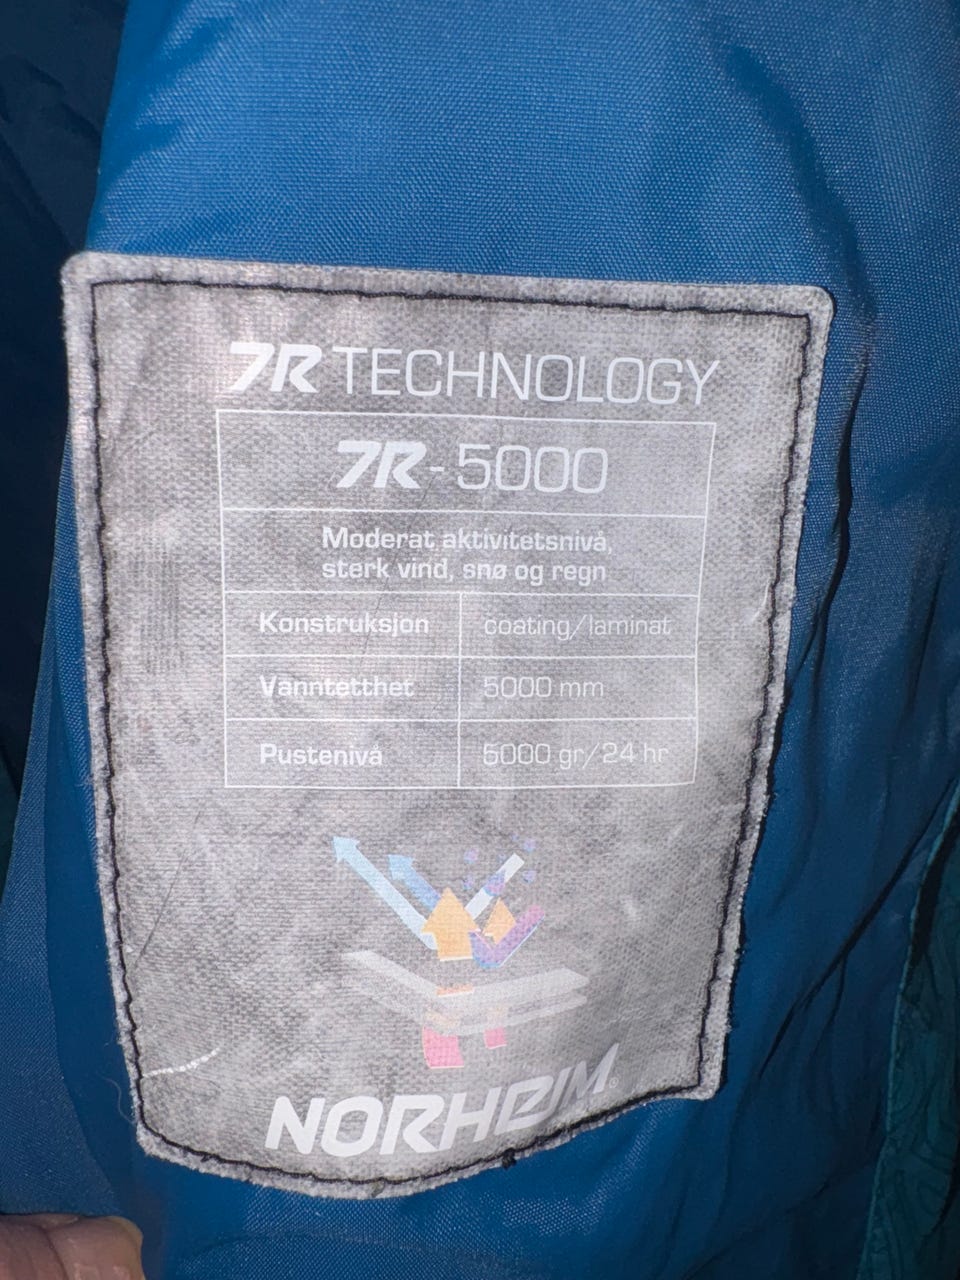 7R TECHNOLOGY
7R-5000
Moderat aktivitetsnivå,
sterk vind, snø og regn
Konstruksjon coating/laminat
Vanntetthet 5000 mm
Pustenivå 5000 gr/24 hr
NORHEIM